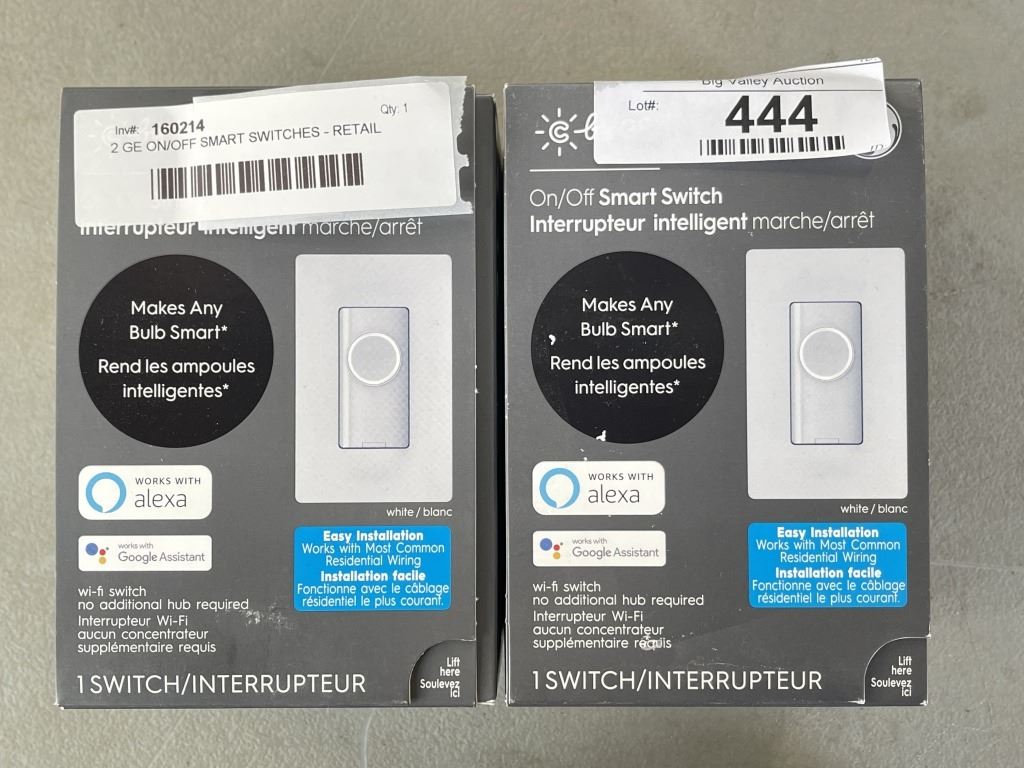 Inv#: 160214
Qty: 1
2 GE ON/OFF SMART SWITCHES - RETAIL
Interrupteur intelligent marche/arrêt
Makes Any
Bulb Smart*
Rend les ampoules
intelligentes*
WORKS WITH
alexa
works with
Google Assistant
white / blanc
Easy Installation
Works with Most Common
Residential Wiring
Installation facile
Fonctionne avec le câblage
résidentiel le plus courant.
wi-fi switch
no additional hub required
Interrupteur Wi-Fi
aucun concentrateur
supplémentaire requis
1 SWITCH/INTERRUPTEUR
Lift
here
Soulevez
ici
Big Valley Auction
Lot#:
444
On/Off Smart Switch
Interrupteur intelligent marche/arrêt
Makes Any
Bulb Smart*
Rend les ampoules
intelligentes*
WORKS WITH
alexa
works with
Google Assistant
white / blanc
Easy Installation
Works with Most Common
Residential Wiring
Installation facile
Fonctionne avec le câblage
résidentiel le plus courant.
wi-fi switch
no additional hub required
Interrupteur Wi-Fi
aucun concentrateur
supplémentaire requis
1 SWITCH/INTERRUPTEUR
Lift
here
Soulevez
ici